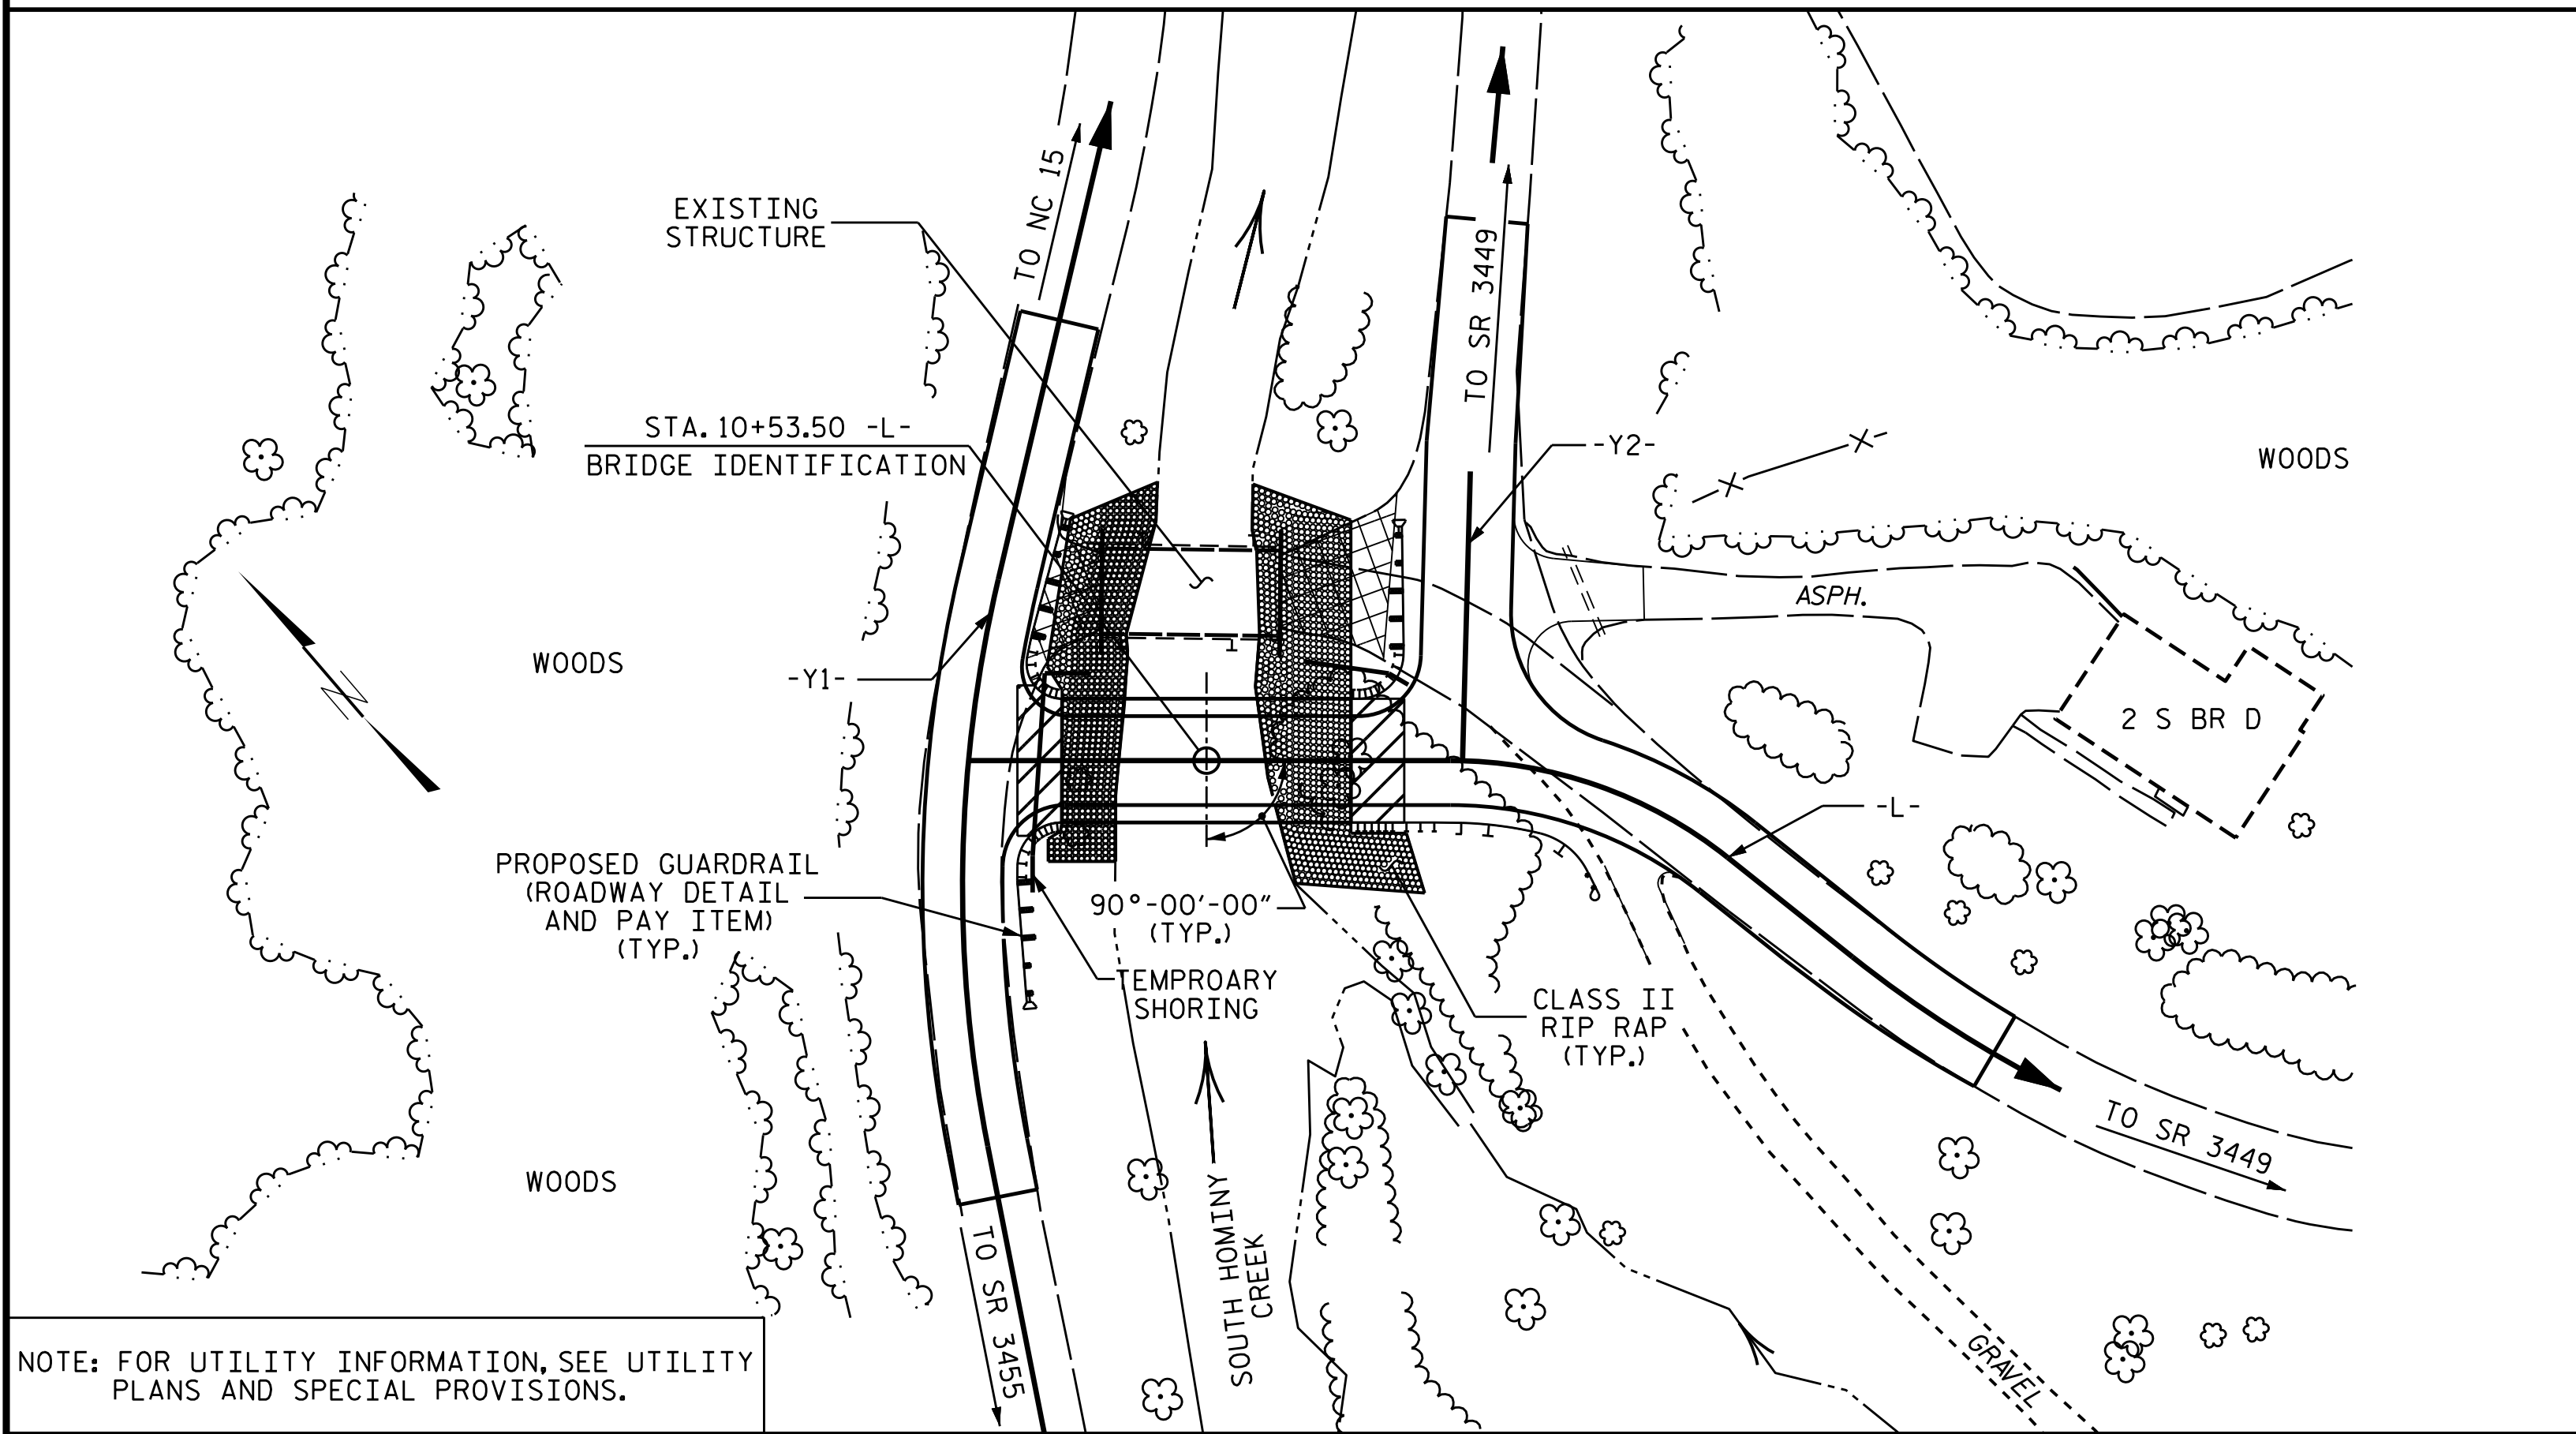 TO NC 15
EXISTING
STRUCTURE
TO SR 3449
STA. 10+53.50 -L-
BRIDGE IDENTIFICATION
-Y2-
WOODS
ASPH.
WOODS
-Y1-
2 S BR D
-L-
PROPOSED GUARDRAIL
(ROADWAY DETAIL
AND PAY ITEM)
(TYP.)
90°-00'-00"
(TYP.)
TEMPROARY
SHORING
CLASS II
RIP RAP
(TYP.)
TO SR 3449
WOODS
SOUTH HOMINY
CREEK
TO SR 3455
GRAVEL
NOTE: FOR UTILITY INFORMATION, SEE UTILITY
PLANS AND SPECIAL PROVISIONS.